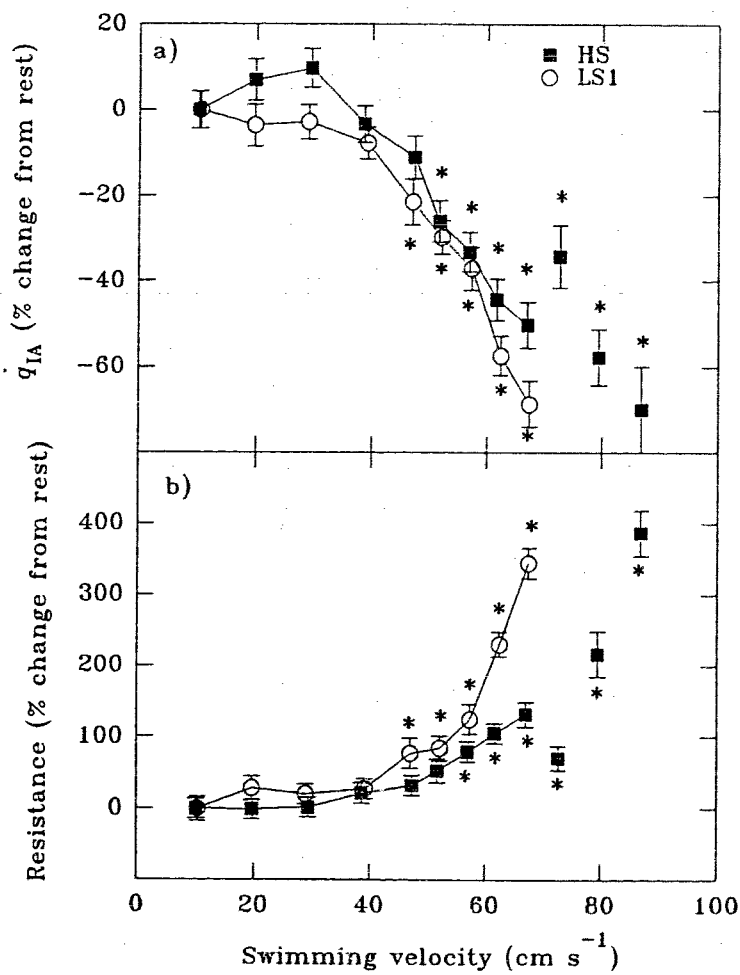 a)
HS
LS1
q̇IA (% change from rest)
20
0
-20
-40
-60
* * * * * * *
* * * * *
b)
Resistance (% change from rest)
400
300
200
100
0
* * * * *
* * * * * *
0 20 40 60 80 100
Swimming velocity (cm s⁻¹)